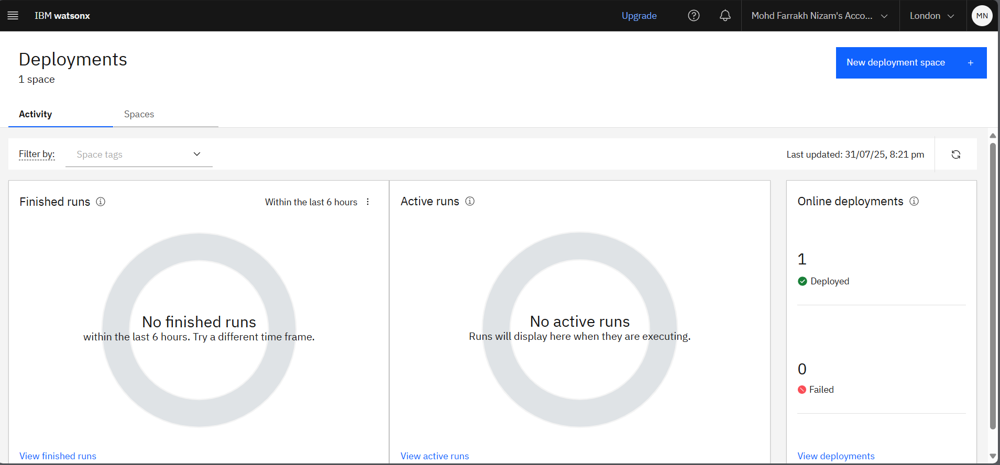 IBM watsonx
Upgrade
Mohd Farrakh Nizam's Acco...
London
MN
Deployments
1 space
New deployment space +
Activity
Spaces
Filter by:
Space tags
Last updated: 31/07/25, 8:21 pm
Finished runs
Within the last 6 hours
No finished runs
within the last 6 hours. Try a different time frame.
View finished runs
Active runs
No active runs
Runs will display here when they are executing.
View active runs
Online deployments
1
Deployed
0
Failed
View deployments